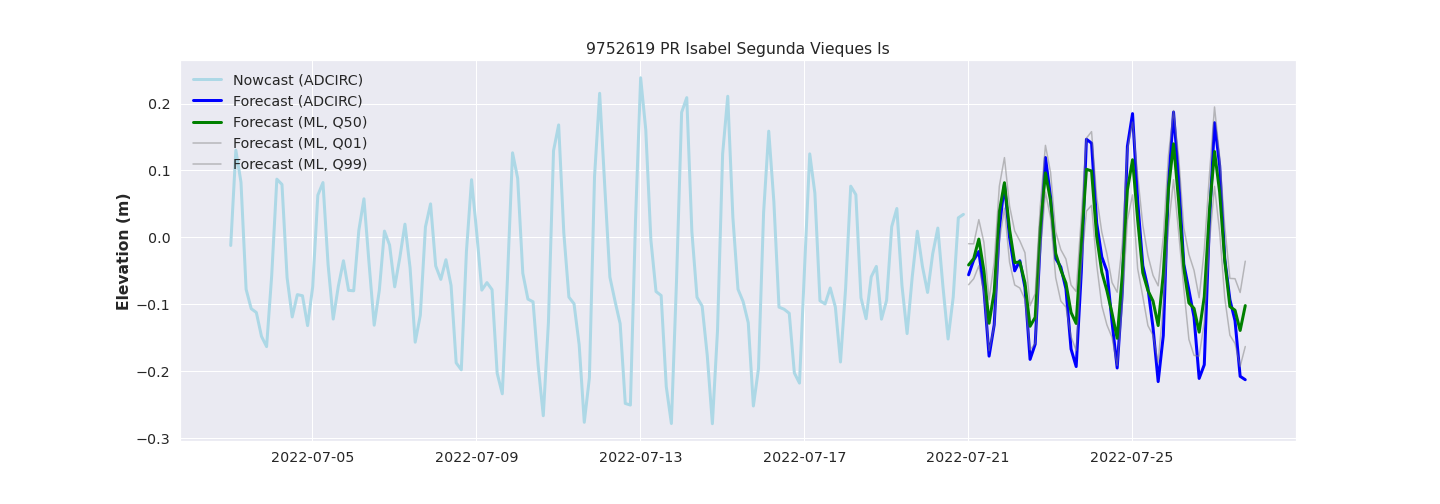 9752619 PR Isabel Segunda Vieques Is
Nowcast (ADCIRC)
Forecast (ADCIRC)
Forecast (ML, Q50)
Forecast (ML, Q01)
Forecast (ML, Q99)
Elevation (m)
0.2
0.1
0.0
−0.1
−0.2
−0.3
2022-07-05
2022-07-09
2022-07-13
2022-07-17
2022-07-21
2022-07-25